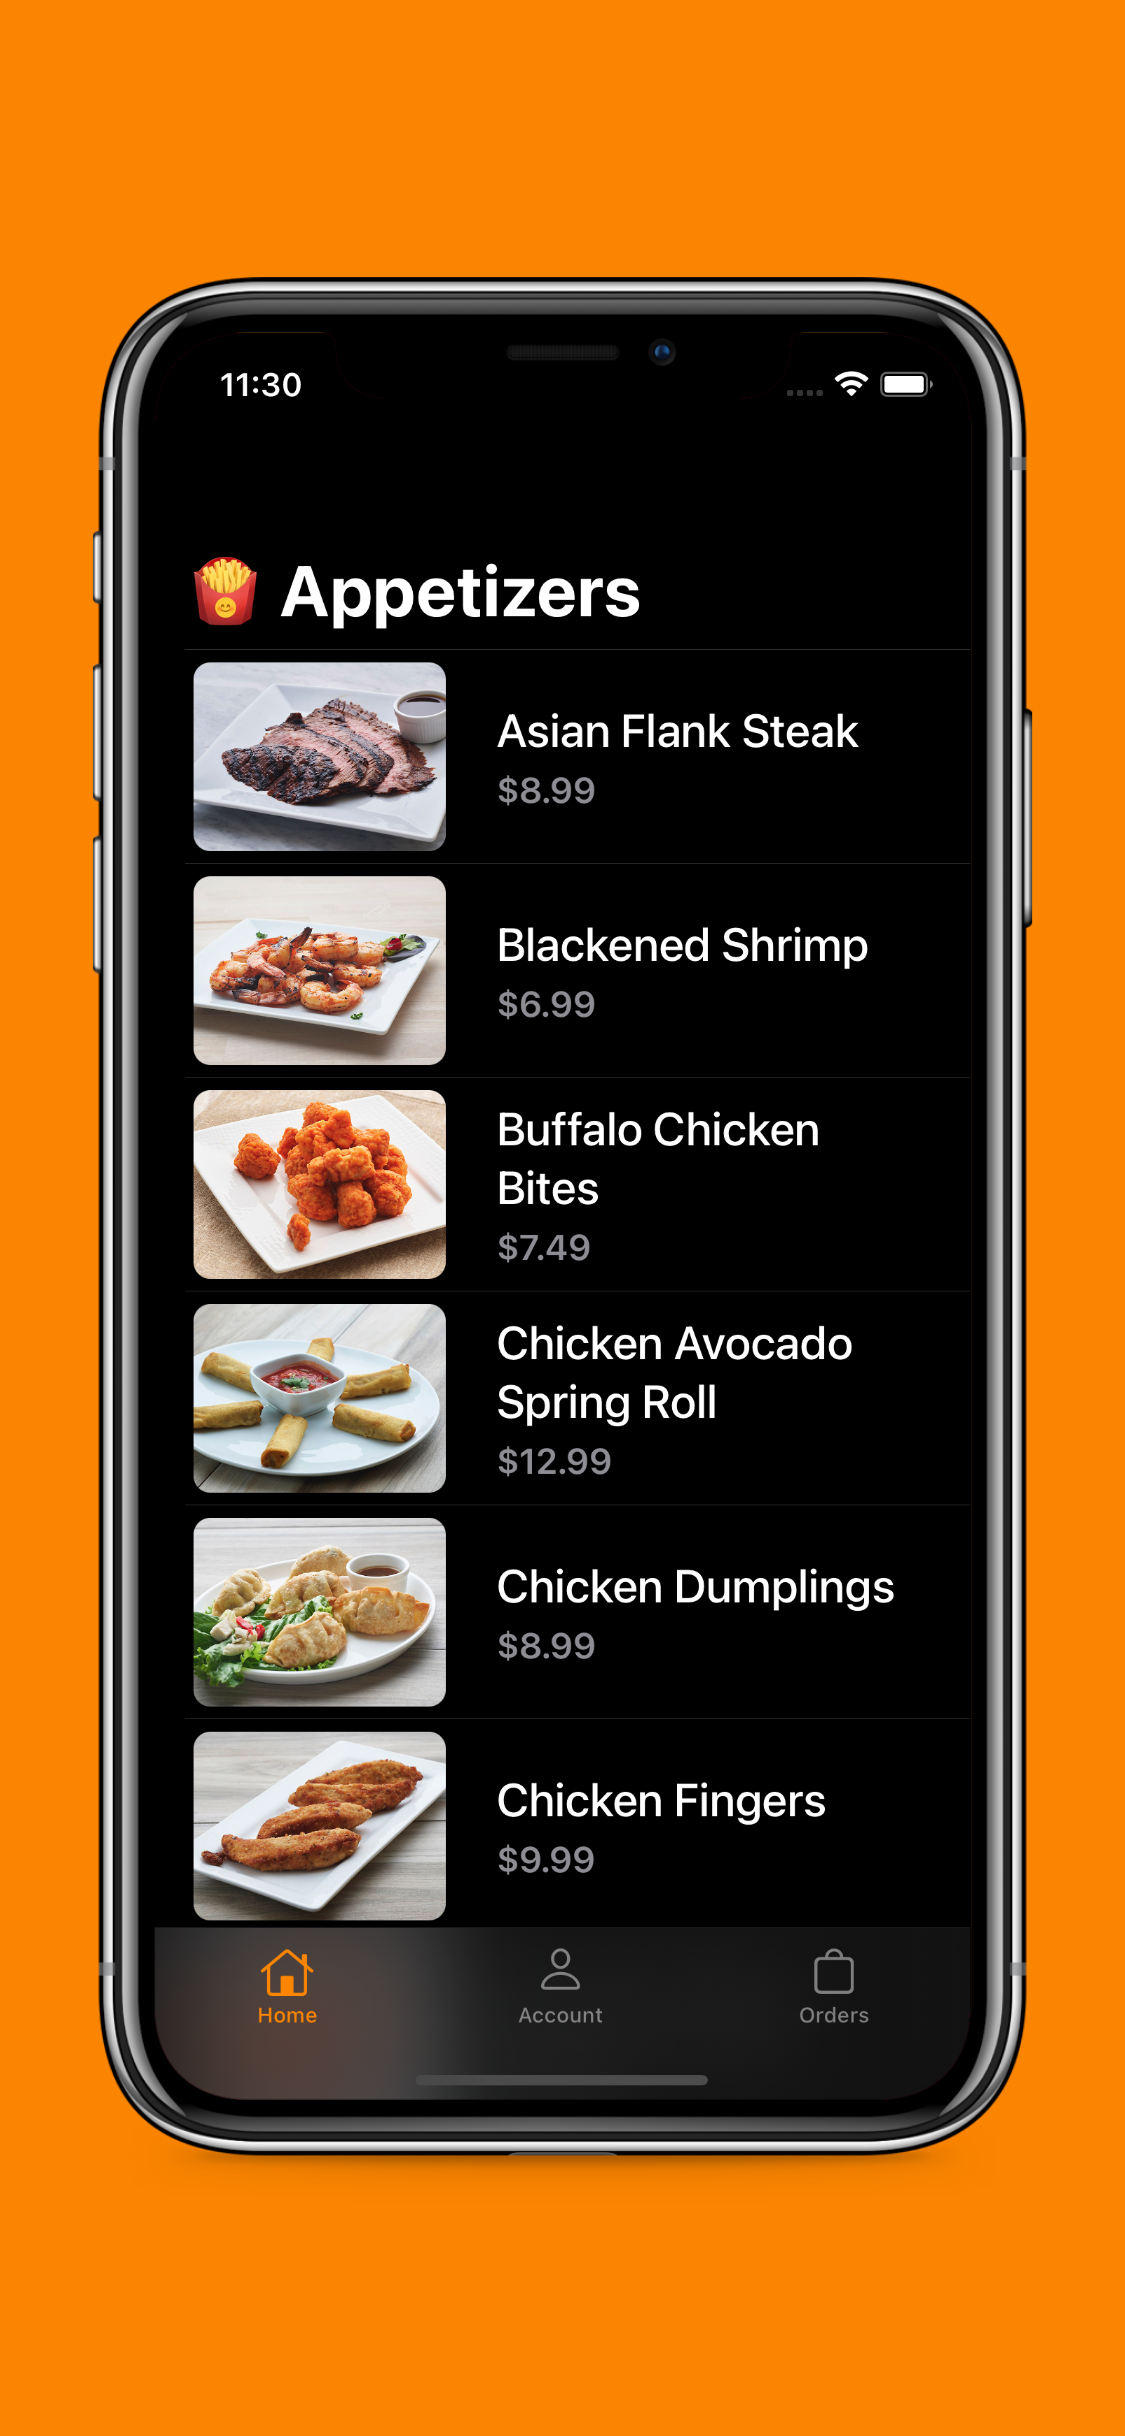 11:30
Appetizers
Asian Flank Steak
$8.99
Blackened Shrimp
$6.99
Buffalo Chicken
Bites
$7.49
Chicken Avocado
Spring Roll
$12.99
Chicken Dumplings
$8.99
Chicken Fingers
$9.99
Home
Account
Orders